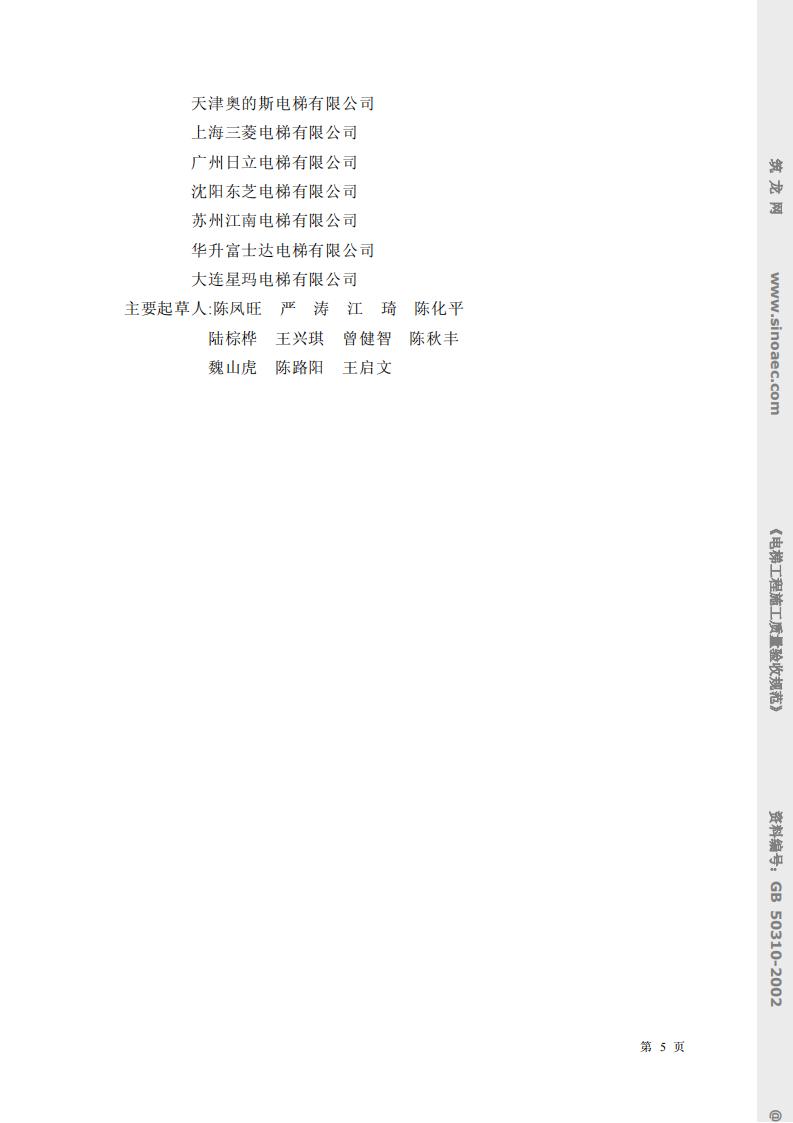 天津奥的斯电梯有限公司
上海三菱电梯有限公司
广州日立电梯有限公司
沈阳东芝电梯有限公司
苏州江南电梯有限公司
华升富士达电梯有限公司
大连星玛电梯有限公司
主要起草人:陈凤旺 严 涛 江 琦 陈化平
陆棕桦 王兴琪 曾健智 陈秋丰
魏山虎 陈路阳 王启文
第 5 页
筑 龙 网 www.sinoaec.com 《电梯工程施工质量验收规范》 资料编号: GB 50310-2002 @